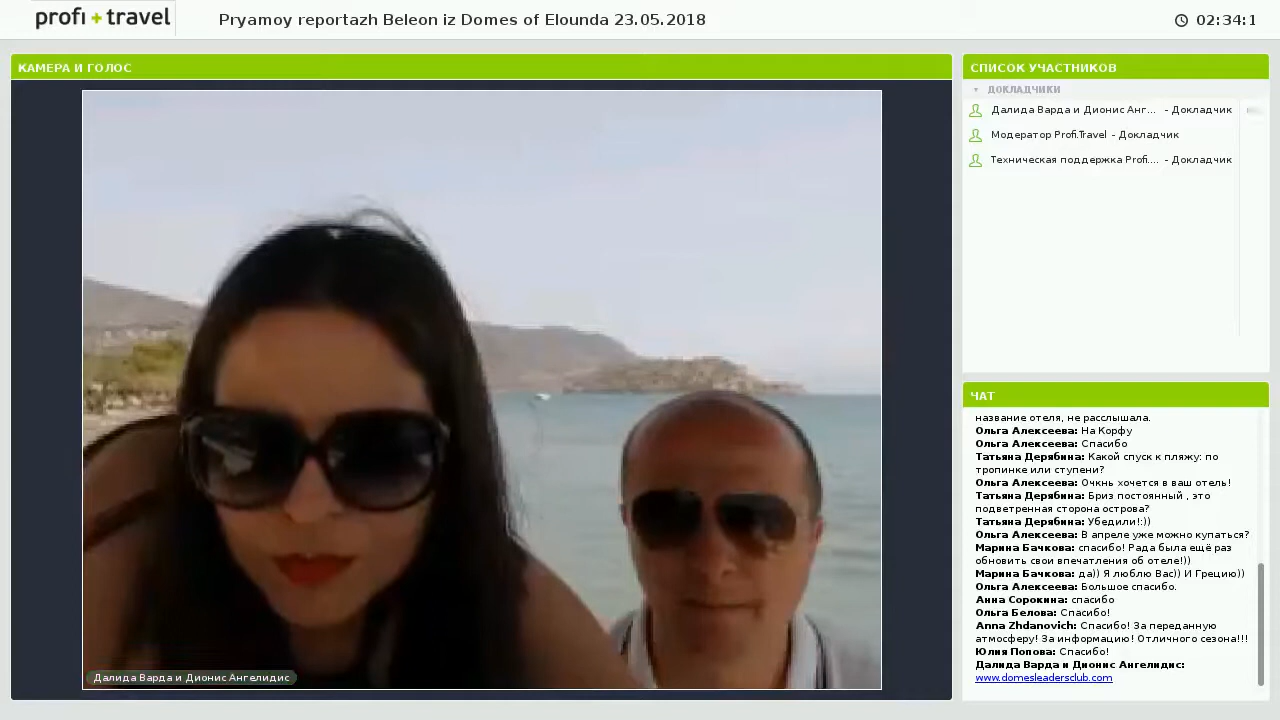 profi + travel
Pryamoy reportazh Beleon iz Domes of Elounda 23.05.2018
02:34:1
КАМЕРА И ГОЛОС
Далида Варда и Дионис Ангелидис
СПИСОК УЧАСТНИКОВ
ДОКЛАДЧИКИ
Далида Варда и Дионис Анг... - Докладчик
Модератор Profi.Travel - Докладчик
Техническая поддержка Profi.... - Докладчик
ЧАТ
название отеля, не расслышала.
Ольга Алексеева: На Корфу
Ольга Алексеева: Спасибо
Татьяна Дерябина: Какой спуск к пляжу: по
тропинке или ступени?
Ольга Алексеева: Очкнь хочется в ваш отель!
Татьяна Дерябина: Бриз постоянный , это
подветренная сторона острова?
Татьяна Дерябина: Убедили!:))
Ольга Алексеева: В апреле уже можно купаться?
Марина Бачкова: спасибо! Рада была ещё раз
обновить свои впечатления об отеле!))
Марина Бачкова: да)) Я люблю Вас)) И Грецию))
Ольга Алексеева: Большое спасибо.
Анна Сорокина: спасибо
Ольга Белова: Спасибо!
Anna Zhdanovich: Спасибо! За переданную
атмосферу! За информацию! Отличного сезона!!!
Юлия Попова: Спасибо!
Далида Варда и Дионис Ангелидис:
www.domesleadersclub.com